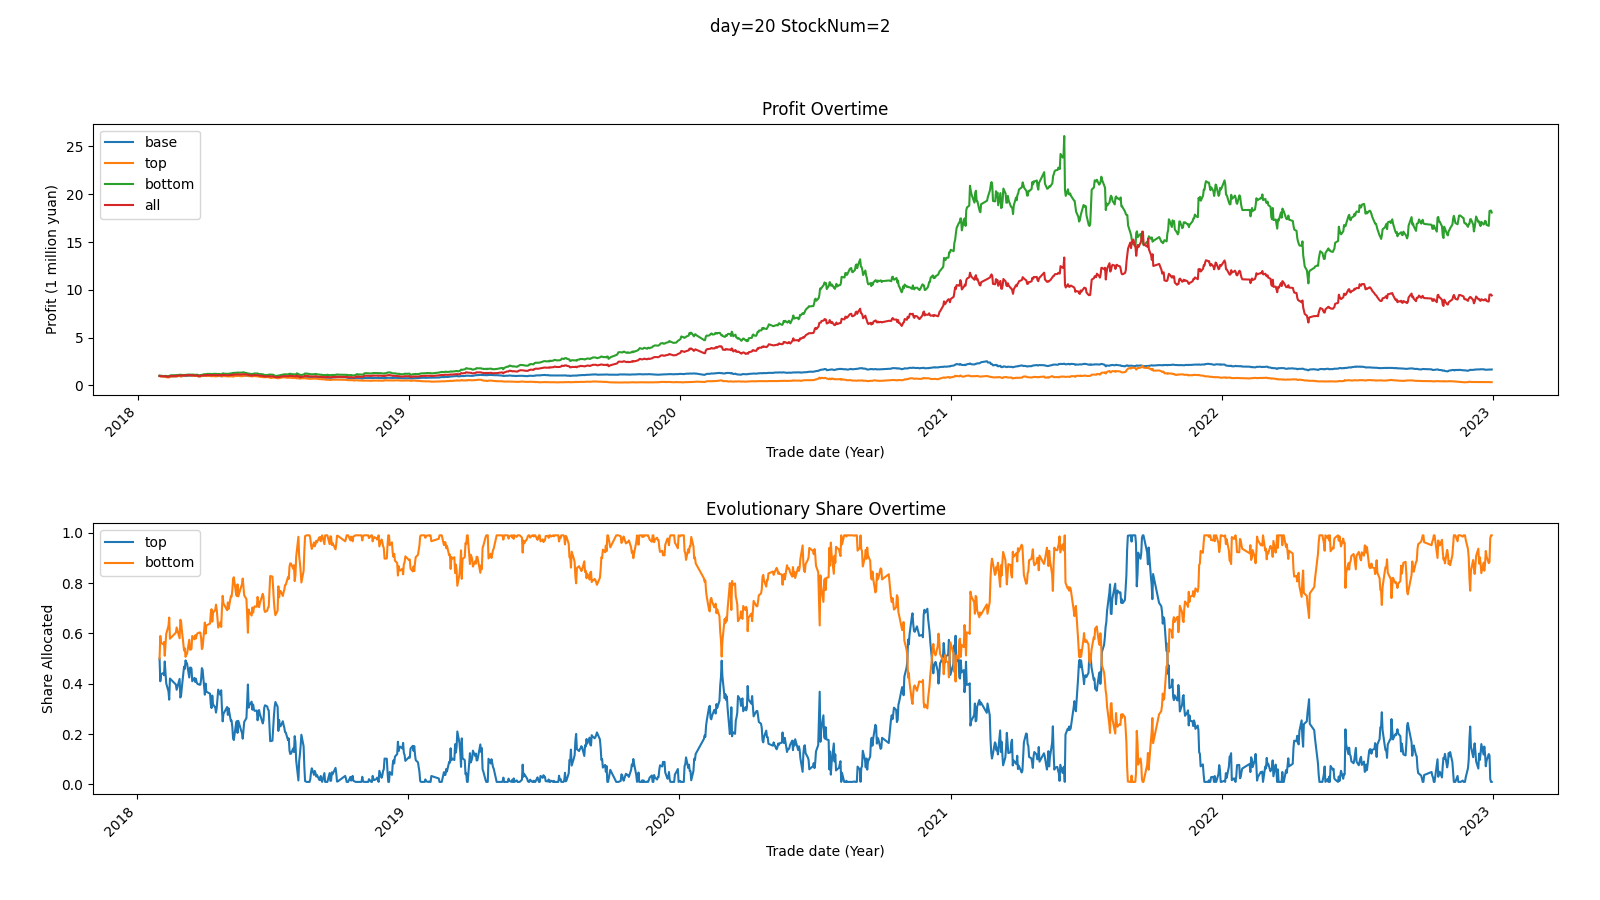 day=20 StockNum=2
Profit Overtime
Profit (1 million yuan)
25
20
15
10
5
0
base
top
bottom
all
2018
2019
2020
2021
2022
2023
Trade date (Year)
Evolutionary Share Overtime
Share Allocated
1.0
0.8
0.6
0.4
0.2
0.0
top
bottom
2018
2019
2020
2021
2022
2023
Trade date (Year)